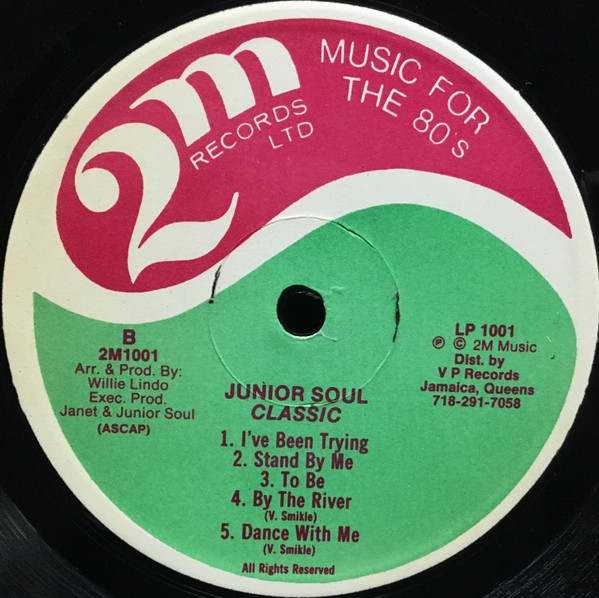 2m
RECORDS
LTD
MUSIC FOR
THE 80's
B
2M1001
Arr. & Prod. By:
Willie Lindo
Exec. Prod.
Janet & Junior Soul
(ASCAP)
LP 1001
Ⓟ © 2M Music
Dist. by
V P Records
Jamaica, Queens
718-291-7058
JUNIOR SOUL
CLASSIC
1. I've Been Trying
2. Stand By Me
3. To Be
4. By The River
(V. Smikle)
5. Dance With Me
(V. Smikle)
All Rights Reserved